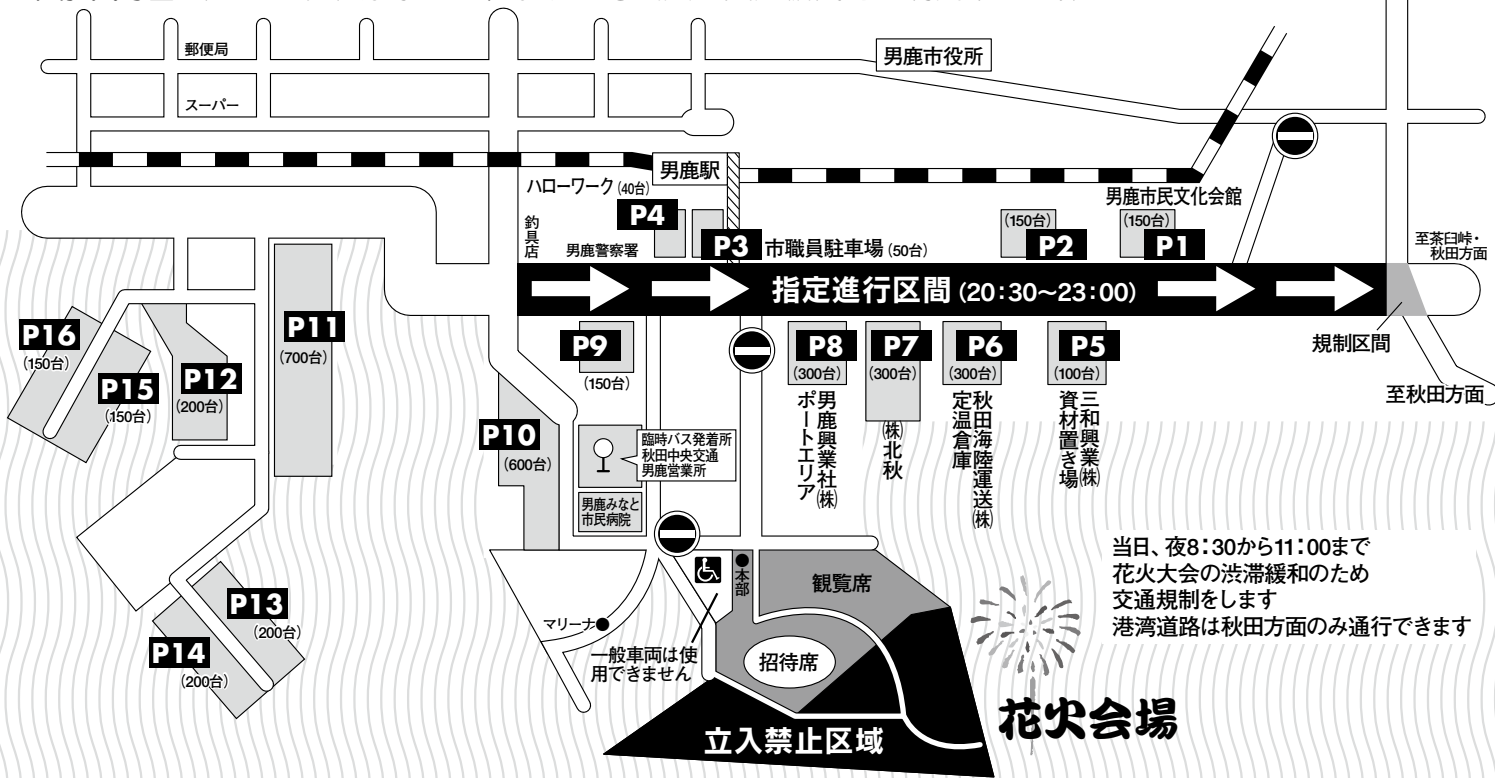 郵便局
スーパー
男鹿市役所
男鹿駅
ハローワーク(40台)
P4
釣具店
男鹿警察署
P3
市職員駐車場(50台)
(150台)
P2
男鹿市民文化会館
(150台)
P1
至茶臼峠・
秋田方面
指定進行区間(20:30~23:00)
規制区間
至秋田方面
P16
(150台)
P15
(150台)
P12
(200台)
P11
(700台)
P9
(150台)
P8
(300台)
男鹿興業社㈱
ポートエリア
P7
(300台)
㈱北秋
P6
(300台)
秋田海陸運送㈱
定温倉庫
P5
(100台)
三和興業㈱
資材置き場
P10
(600台)
臨時バス発着所
秋田中央交通
男鹿営業所
男鹿みなと
市民病院
P13
(200台)
P14
(200台)
マリーナ
一般車両は使
用できません
本部
観覧席
招待席
立入禁止区域
当日、夜8:30から11:00まで
花火大会の渋滞緩和のため
交通規制をします
港湾道路は秋田方面のみ通行できます
花火会場